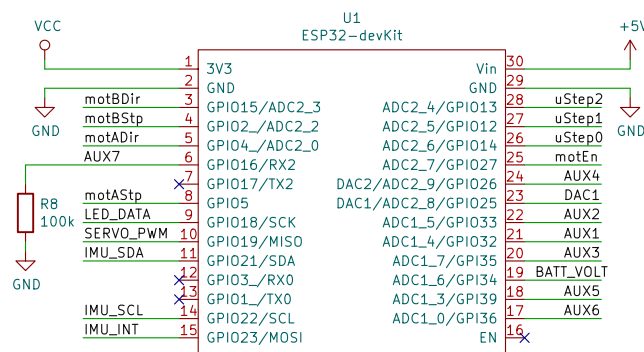 U1
ESP32-devKit
VCC
+5V
1 3V3 Vin 30
2 GND GND 29
motBDir 3 GPIO15/ADC2_3 ADC2_4/GPIO13 28 uStep2
motBStp 4 GPIO2_/ADC2_2 ADC2_5/GPIO12 27 uStep1
motADir 5 GPIO4_/ADC2_0 ADC2_6/GPIO14 26 uStep0
AUX7 6 GPIO16/RX2 ADC2_7/GPIO27 25 motEn
7 GPIO17/TX2 DAC2/ADC2_9/GPIO26 24 AUX4
motAStp 8 GPIO5 DAC1/ADC2_8/GPIO25 23 DAC1
LED_DATA 9 GPIO18/SCK ADC1_5/GPIO33 22 AUX2
SERVO_PWM 10 GPIO19/MISO ADC1_4/GPIO32 21 AUX1
IMU_SDA 11 GPIO21/SDA ADC1_7/GPI35 20 AUX3
12 GPIO3_/RX0 ADC1_6/GPI34 19 BATT_VOLT
13 GPIO1_/TX0 ADC1_3/GPI39 18 AUX5
IMU_SCL 14 GPIO22/SCL ADC1_0/GPI36 17 AUX6
IMU_INT 15 GPIO23/MOSI EN 16
GND
GND
R8
100k
GND